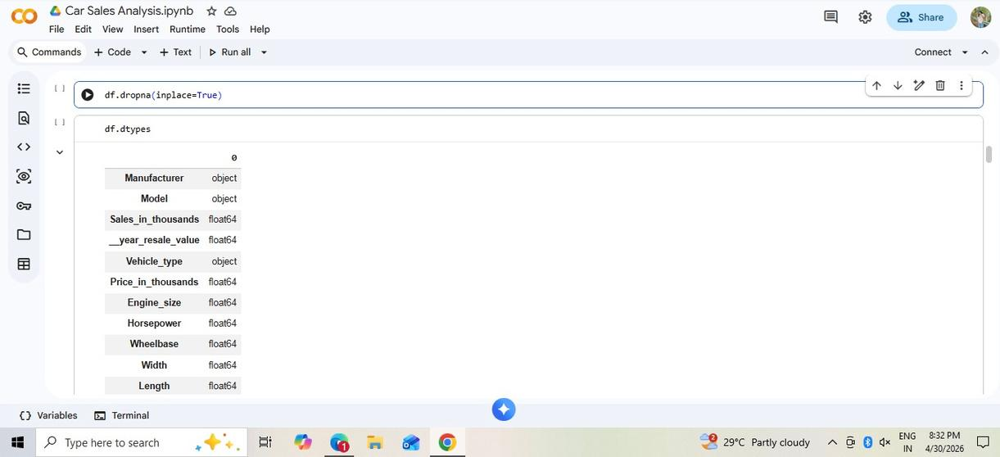 Car Sales Analysis.ipynb
File Edit View Insert Runtime Tools Help
Share
Commands + Code + Text Run all Connect
[ ] df.dropna(inplace=True)
[ ] df.dtypes
0
Manufacturer object
Model object
Sales_in_thousands float64
__year_resale_value float64
Vehicle_type object
Price_in_thousands float64
Engine_size float64
Horsepower float64
Wheelbase float64
Width float64
Length float64
{} Variables Terminal
Type here to search 1 2 29°C Partly cloudy ENG IN 8:32 PM 4/30/2026